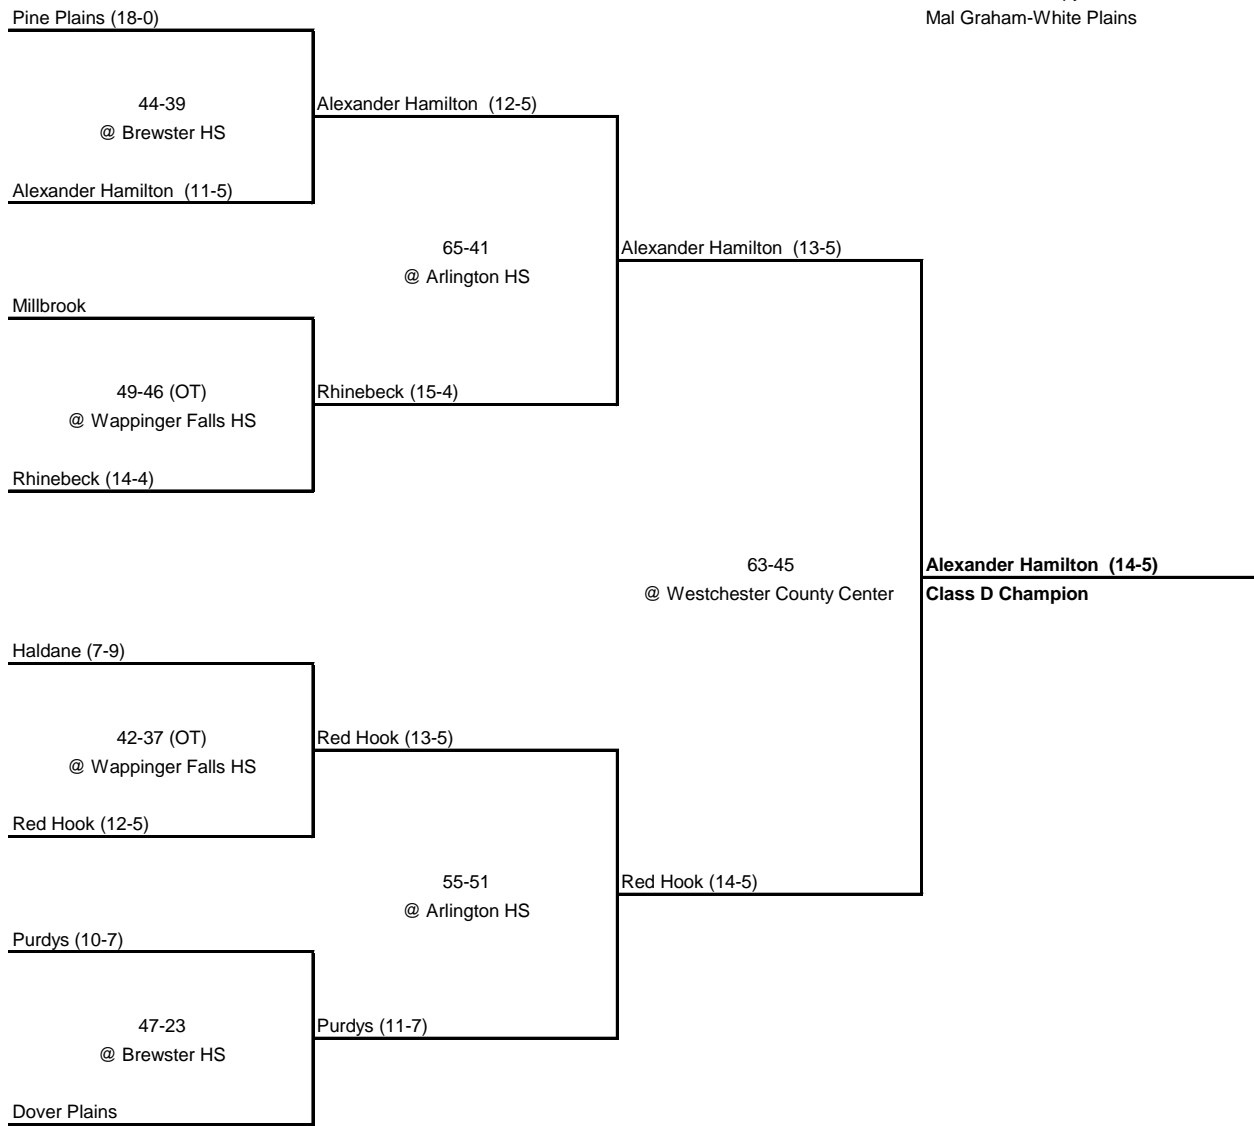 Pine Plains (18-0)
Mal Graham-White Plains
44-39
Alexander Hamilton  (12-5)
@ Brewster HS
Alexander Hamilton  (11-5)
65-41
Alexander Hamilton  (13-5)
@ Arlington HS
Millbrook
49-46 (OT)
Rhinebeck (15-4)
@ Wappinger Falls HS
Rhinebeck (14-4)
63-45
Alexander Hamilton  (14-5)
@ Westchester County Center
Class D Champion
Haldane (7-9)
42-37 (OT)
Red Hook (13-5)
@ Wappinger Falls HS
Red Hook (12-5)
55-51
Red Hook (14-5)
@ Arlington HS
Purdys (10-7)
47-23
Purdys (11-7)
@ Brewster HS
Dover Plains